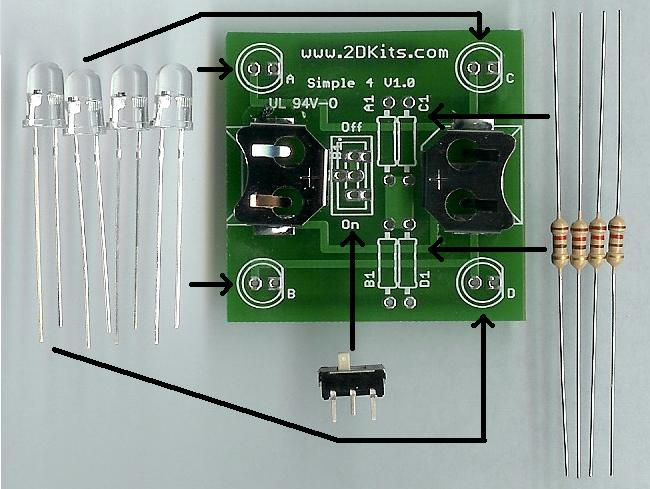 www.2DKits.com
A
C
Simple 4 V1.0
UL 94V-0
A1
C1
Off
+
+
On
B1
D1
B
D